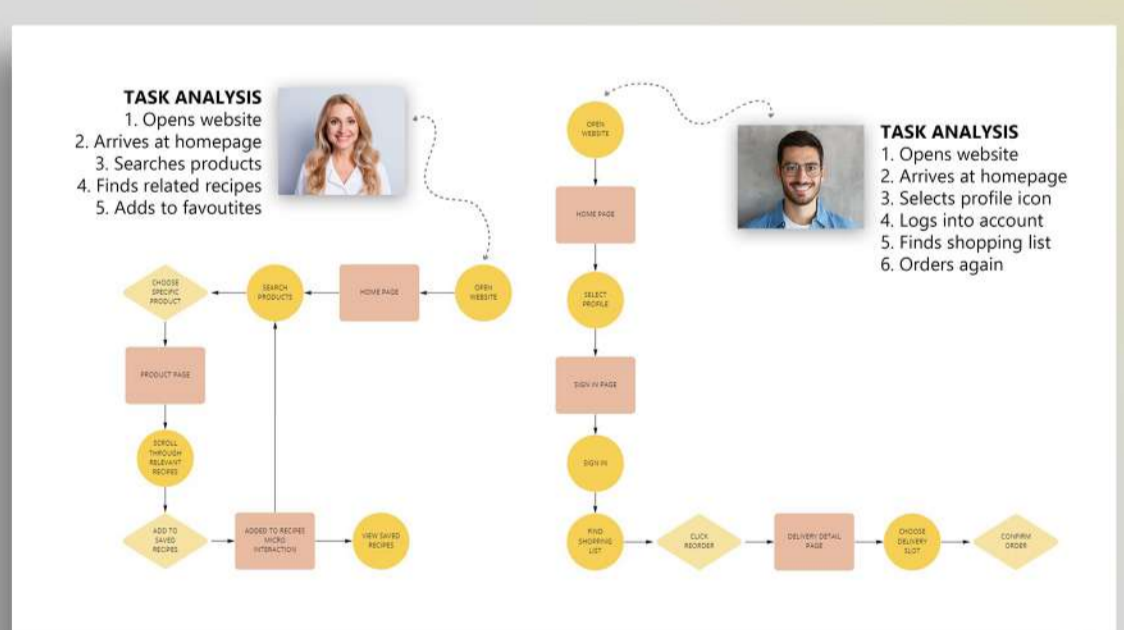 TASK ANALYSIS
1. Opens website
2. Arrives at homepage
3. Searches products
4. Finds related recipes
5. Adds to favoutites
OPEN
WEBSITE
HOME PAGE
SEARCH
PRODUCTS
CHOOSE
SPECIFIC
PRODUCT
PRODUCT PAGE
SCROLL
THROUGH
RELEVANT
RECIPES
ADD TO
SAVED
RECIPES
ADDED TO RECIPES
MICRO
INTERACTION
VIEW SAVED
RECIPES
TASK ANALYSIS
1. Opens website
2. Arrives at homepage
3. Selects profile icon
4. Logs into account
5. Finds shopping list
6. Orders again
OPEN
WEBSITE
HOME PAGE
SELECT
PROFILE
SIGN IN PAGE
SIGN IN
FIND
SHOPPING
LIST
CLICK
REORDER
DELIVERY DETAIL
PAGE
CHOOSE
DELIVERY
SLOT
CONFIRM
ORDER